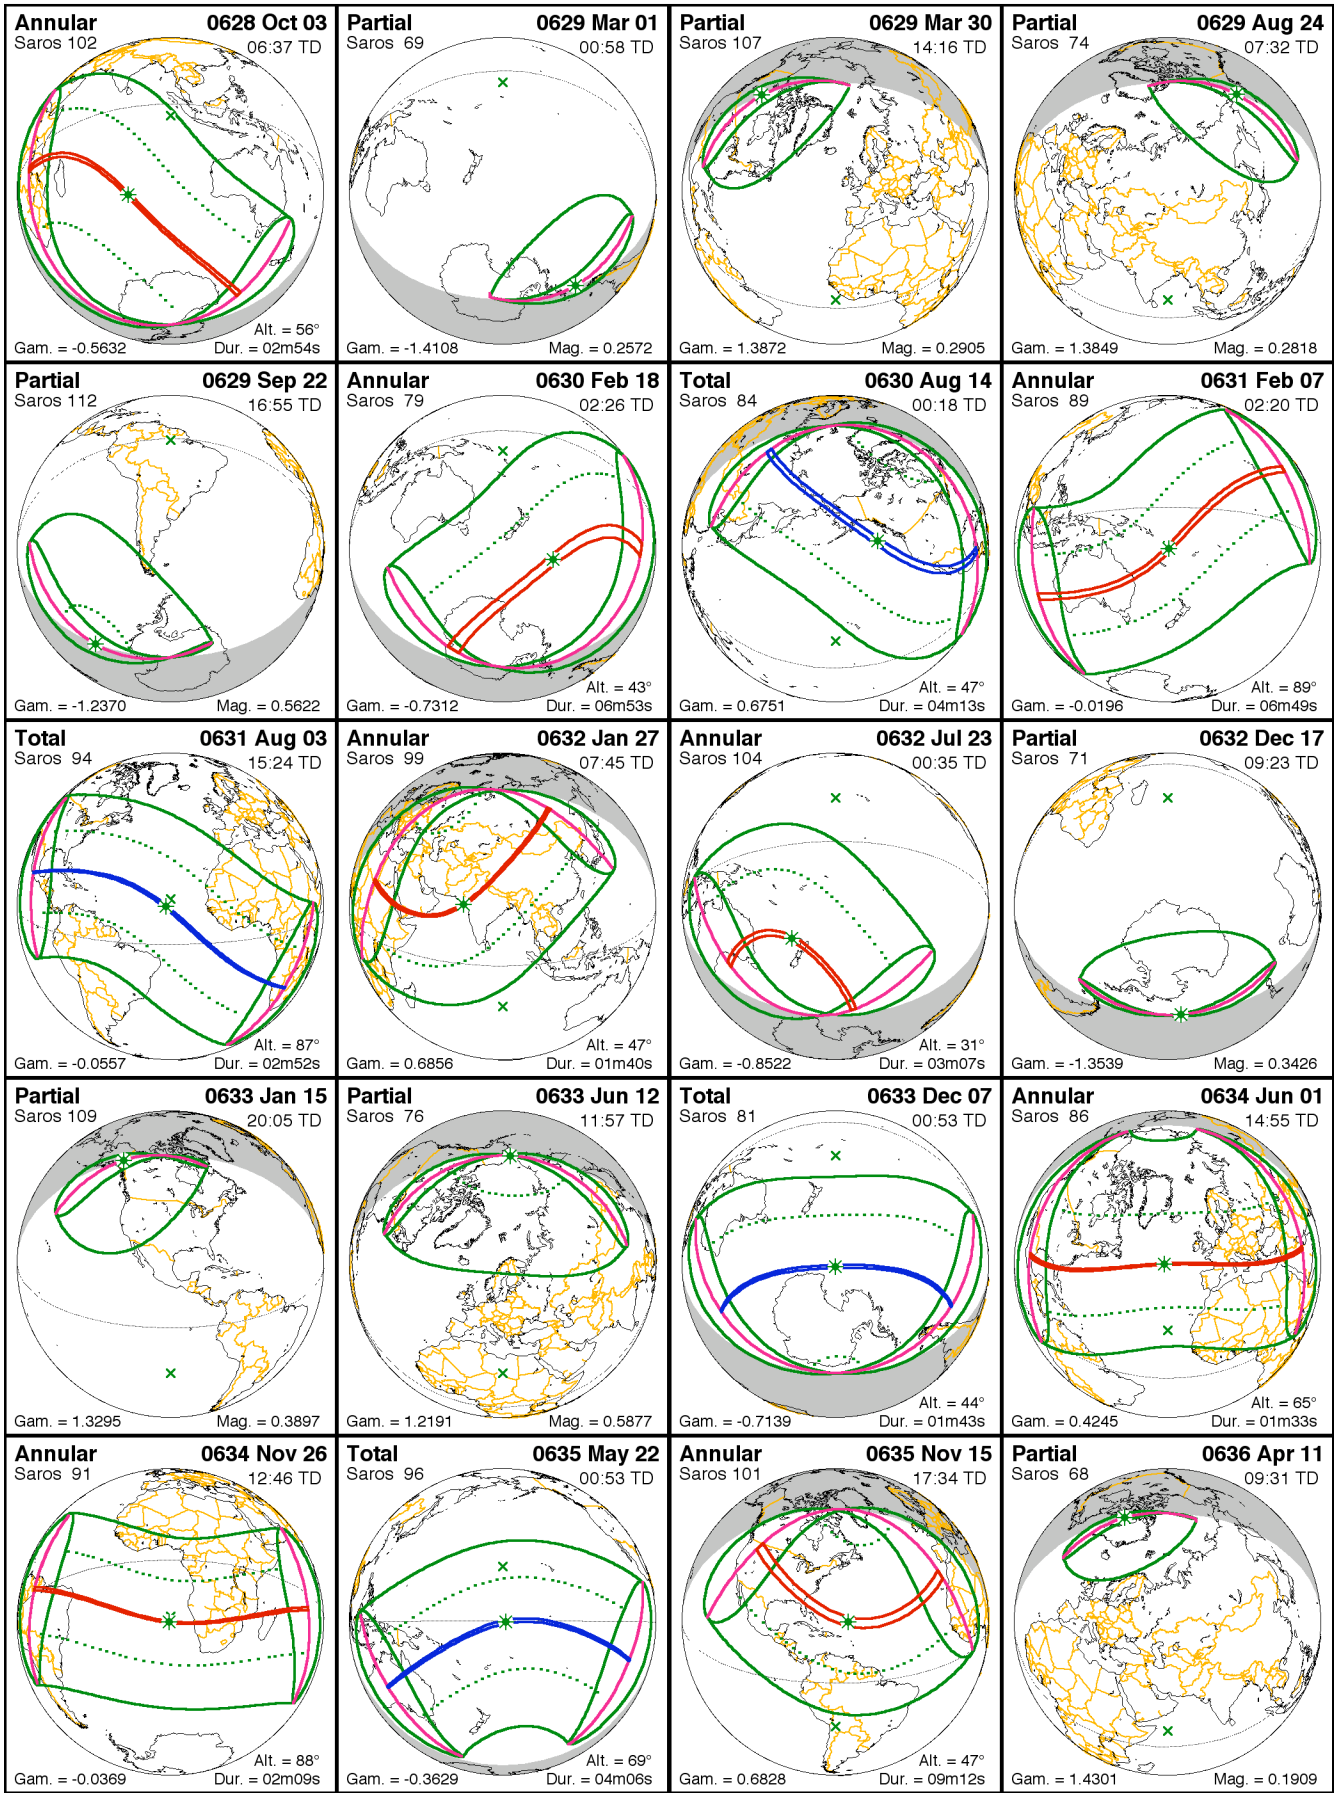 Annular 0628 Oct 03
Saros 102 06:37 TD
Alt. = 56°
Gam. = -0.5632 Dur. = 02m54s
Partial 0629 Mar 01
Saros 69 00:58 TD
Gam. = -1.4108 Mag. = 0.2572
Partial 0629 Mar 30
Saros 107 14:16 TD
Gam. = 1.3872 Mag. = 0.2905
Partial 0629 Aug 24
Saros 74 07:32 TD
Gam. = 1.3849 Mag. = 0.2818
Partial 0629 Sep 22
Saros 112 16:55 TD
Gam. = -1.2370 Mag. = 0.5622
Annular 0630 Feb 18
Saros 79 02:26 TD
Alt. = 43°
Gam. = -0.7312 Dur. = 06m53s
Total 0630 Aug 14
Saros 84 00:18 TD
Alt. = 47°
Gam. = 0.6751 Dur. = 04m13s
Annular 0631 Feb 07
Saros 89 02:20 TD
Alt. = 89°
Gam. = -0.0196 Dur. = 06m49s
Total 0631 Aug 03
Saros 94 15:24 TD
Alt. = 87°
Gam. = -0.0557 Dur. = 02m52s
Annular 0632 Jan 27
Saros 99 07:45 TD
Alt. = 47°
Gam. = 0.6856 Dur. = 01m40s
Annular 0632 Jul 23
Saros 104 00:35 TD
Alt. = 31°
Gam. = -0.8522 Dur. = 03m07s
Partial 0632 Dec 17
Saros 71 09:23 TD
Gam. = -1.3539 Mag. = 0.3426
Partial 0633 Jan 15
Saros 109 20:05 TD
Gam. = 1.3295 Mag. = 0.3897
Partial 0633 Jun 12
Saros 76 11:57 TD
Gam. = 1.2191 Mag. = 0.5877
Total 0633 Dec 07
Saros 81 00:53 TD
Alt. = 44°
Gam. = -0.7139 Dur. = 01m43s
Annular 0634 Jun 01
Saros 86 14:55 TD
Alt. = 65°
Gam. = 0.4245 Dur. = 01m33s
Annular 0634 Nov 26
Saros 91 12:46 TD
Alt. = 88°
Gam. = -0.0369 Dur. = 02m09s
Total 0635 May 22
Saros 96 00:53 TD
Alt. = 69°
Gam. = -0.3629 Dur. = 04m06s
Annular 0635 Nov 15
Saros 101 17:34 TD
Alt. = 47°
Gam. = 0.6828 Dur. = 09m12s
Partial 0636 Apr 11
Saros 68 09:31 TD
Gam. = 1.4301 Mag. = 0.1909